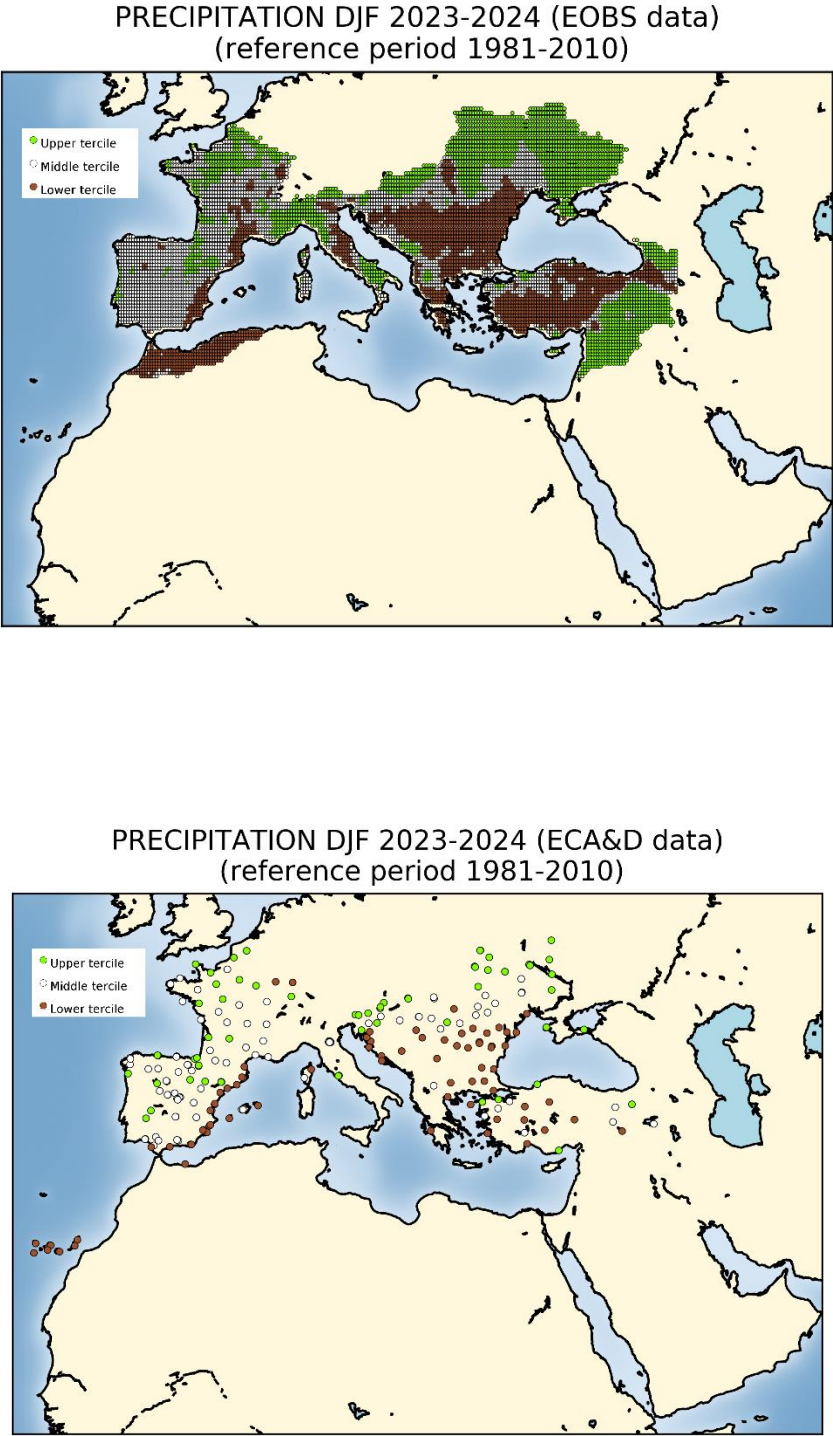 PRECIPITATION DJF 2023-2024 (EOBS data)
(reference period 1981-2010)
Upper tercile
Middle tercile
Lower tercile
PRECIPITATION DJF 2023-2024 (ECA&D data)
(reference period 1981-2010)
Upper tercile
Middle tercile
Lower tercile